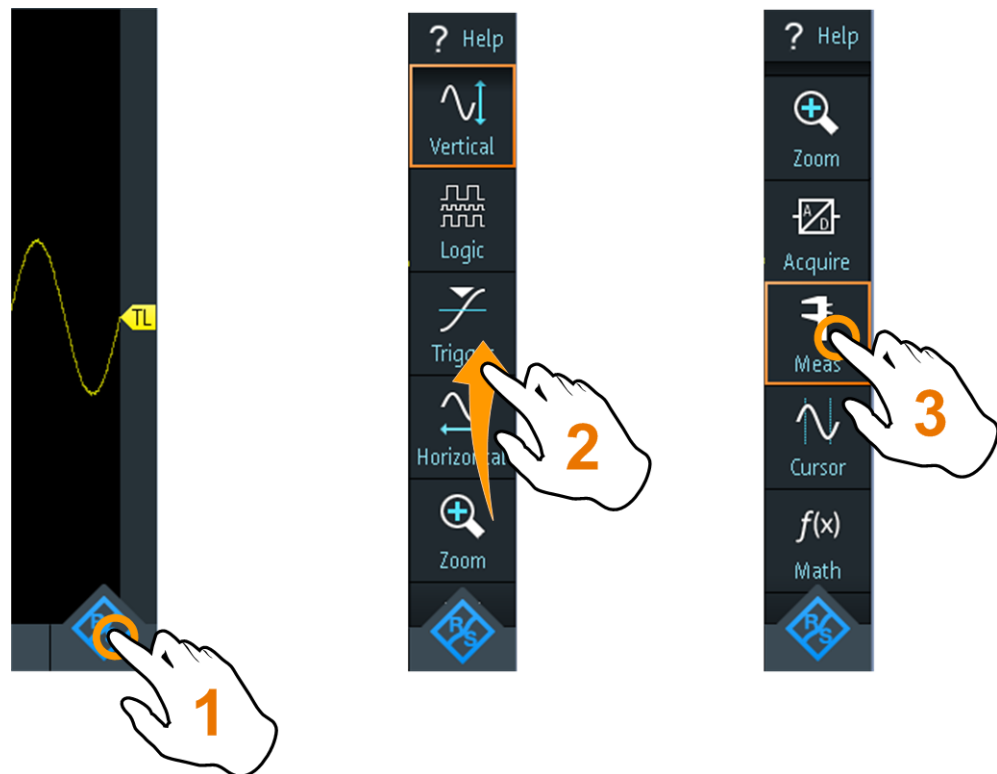 TL
1
? Help
Vertical
Logic
Trigger
Horizontal
2
Zoom
R/S
? Help
Zoom
A/D
Acquire
Meas
3
Cursor
f(x)
Math
R/S